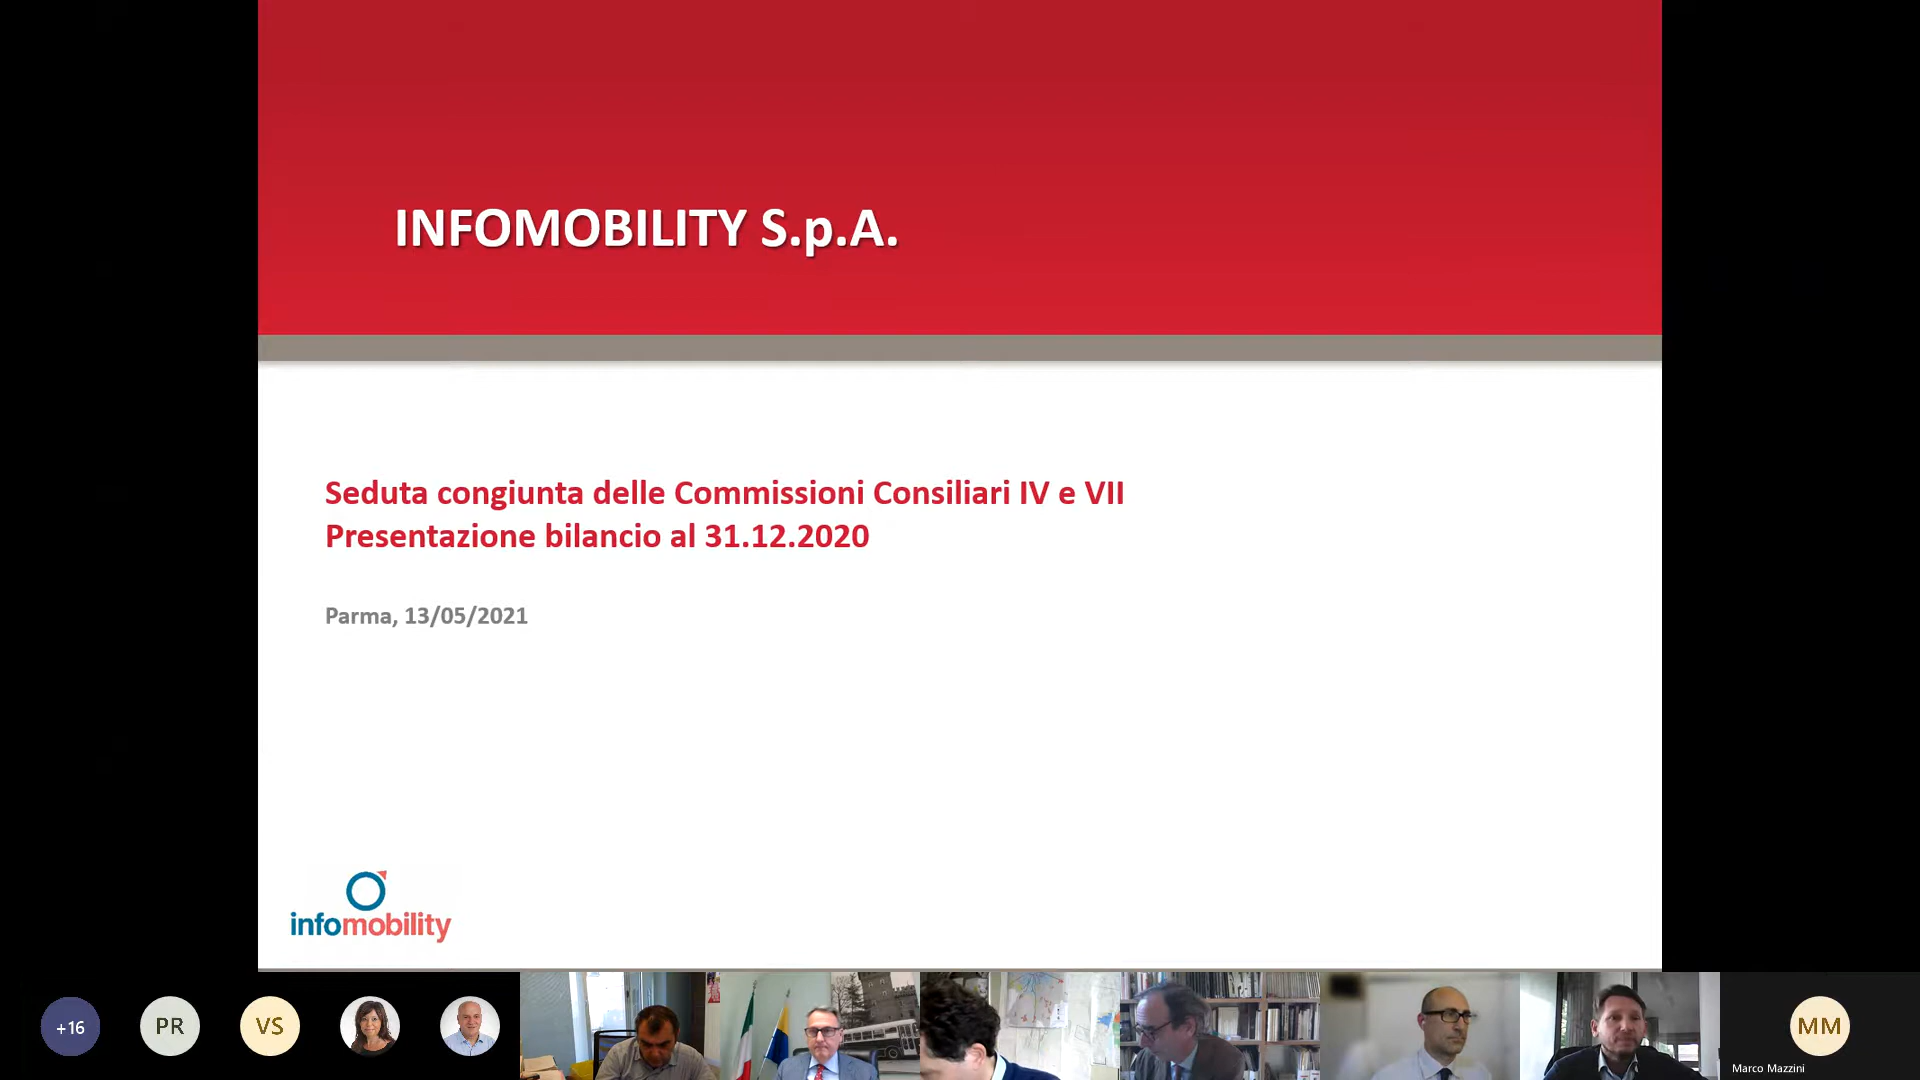 INFOMOBILITY S.p.A.
Seduta congiunta delle Commissioni Consiliari IV e VII
Presentazione bilancio al 31.12.2020
Parma, 13/05/2021
infomobility
+16
PR
VS
MM
Marco Mazzini